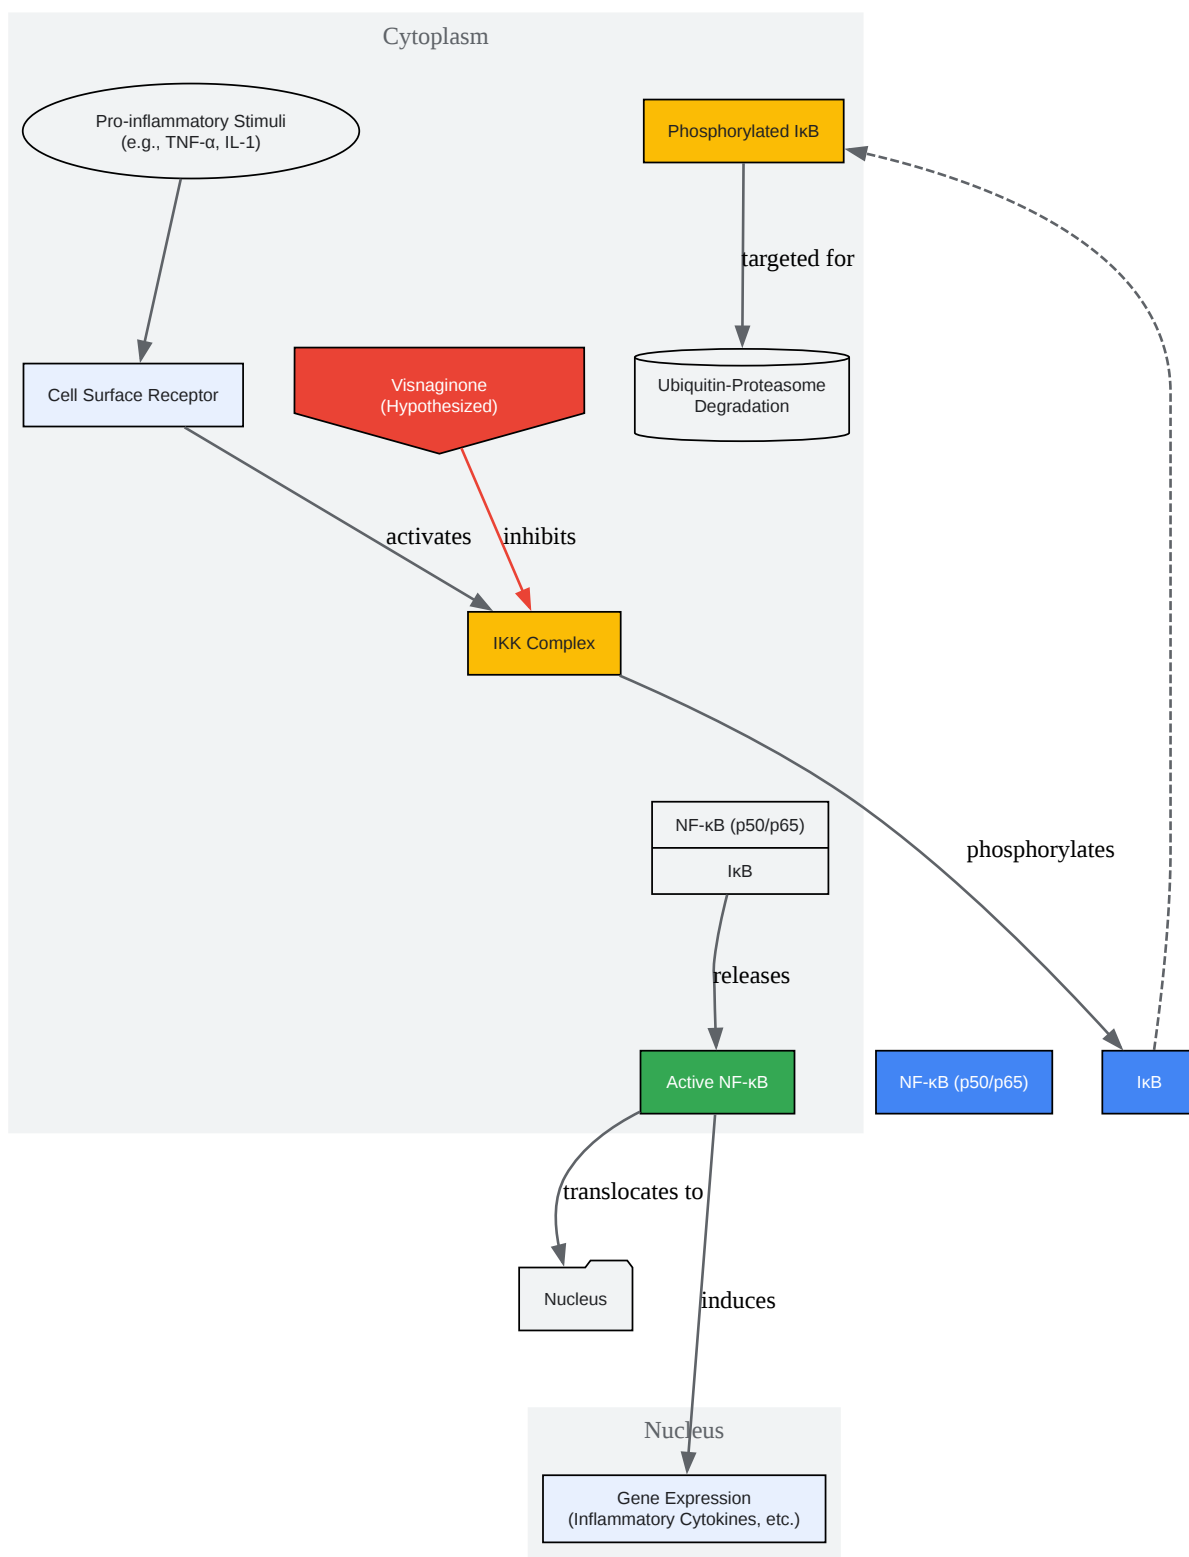 Cytoplasm
Pro-inflammatory Stimuli
(e.g., TNF-α, IL-1)
Phosphorylated IκB
targeted for
Cell Surface Receptor
Visnaginone
(Hypothesized)
Ubiquitin-Proteasome
Degradation
activates
inhibits
IKK Complex
NF-κB (p50/p65)
IκB
phosphorylates
releases
Active NF-κB
NF-κB (p50/p65)
IκB
translocates to
Nucleus
induces
Nucleus
Gene Expression
(Inflammatory Cytokines, etc.)